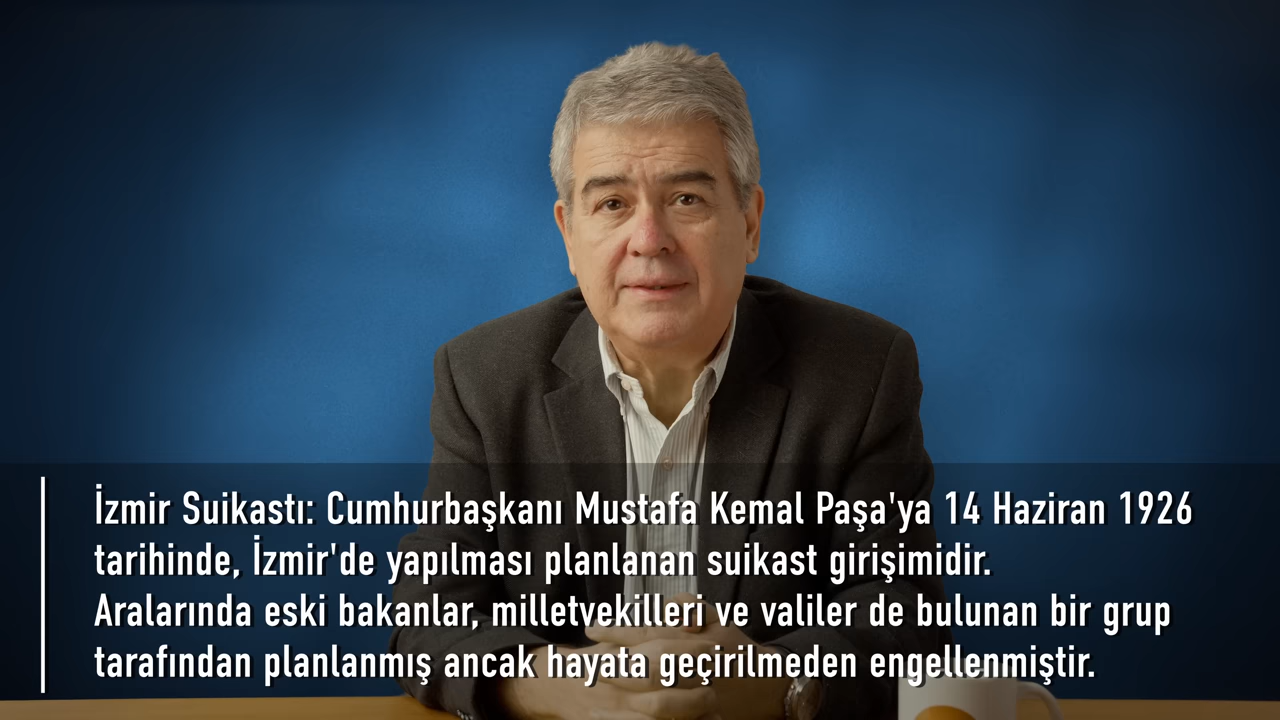 İzmir Suikastı: Cumhurbaşkanı Mustafa Kemal Paşa'ya 14 Haziran 1926
tarihinde, İzmir'de yapılması planlanan suikast girişimidir.
Aralarında eski bakanlar, milletvekilleri ve valiler de bulunan bir grup
tarafından planlanmış ancak hayata geçirilmeden engellenmiştir.